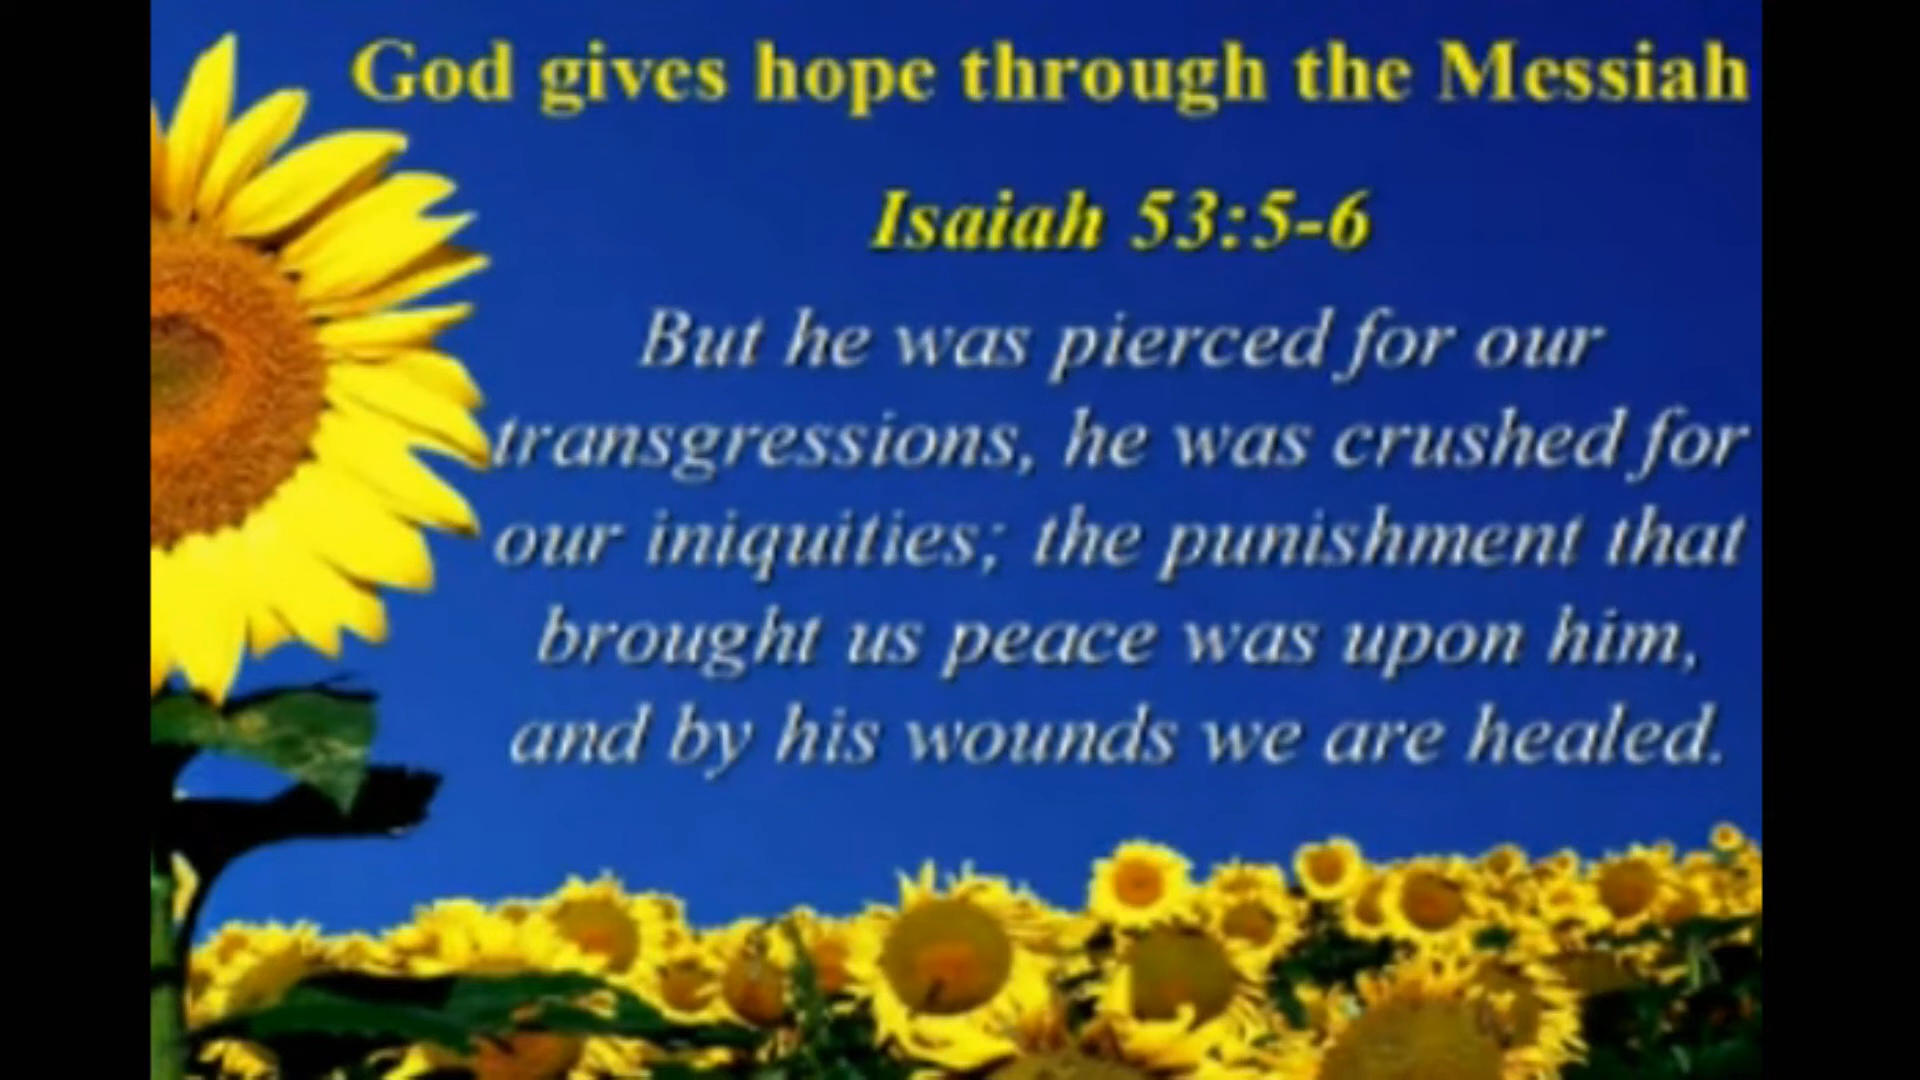 God gives hope through the Messiah
Isaiah 53:5-6
But he was pierced for our
transgressions, he was crushed for
our iniquities; the punishment that
brought us peace was upon him,
and by his wounds we are healed.